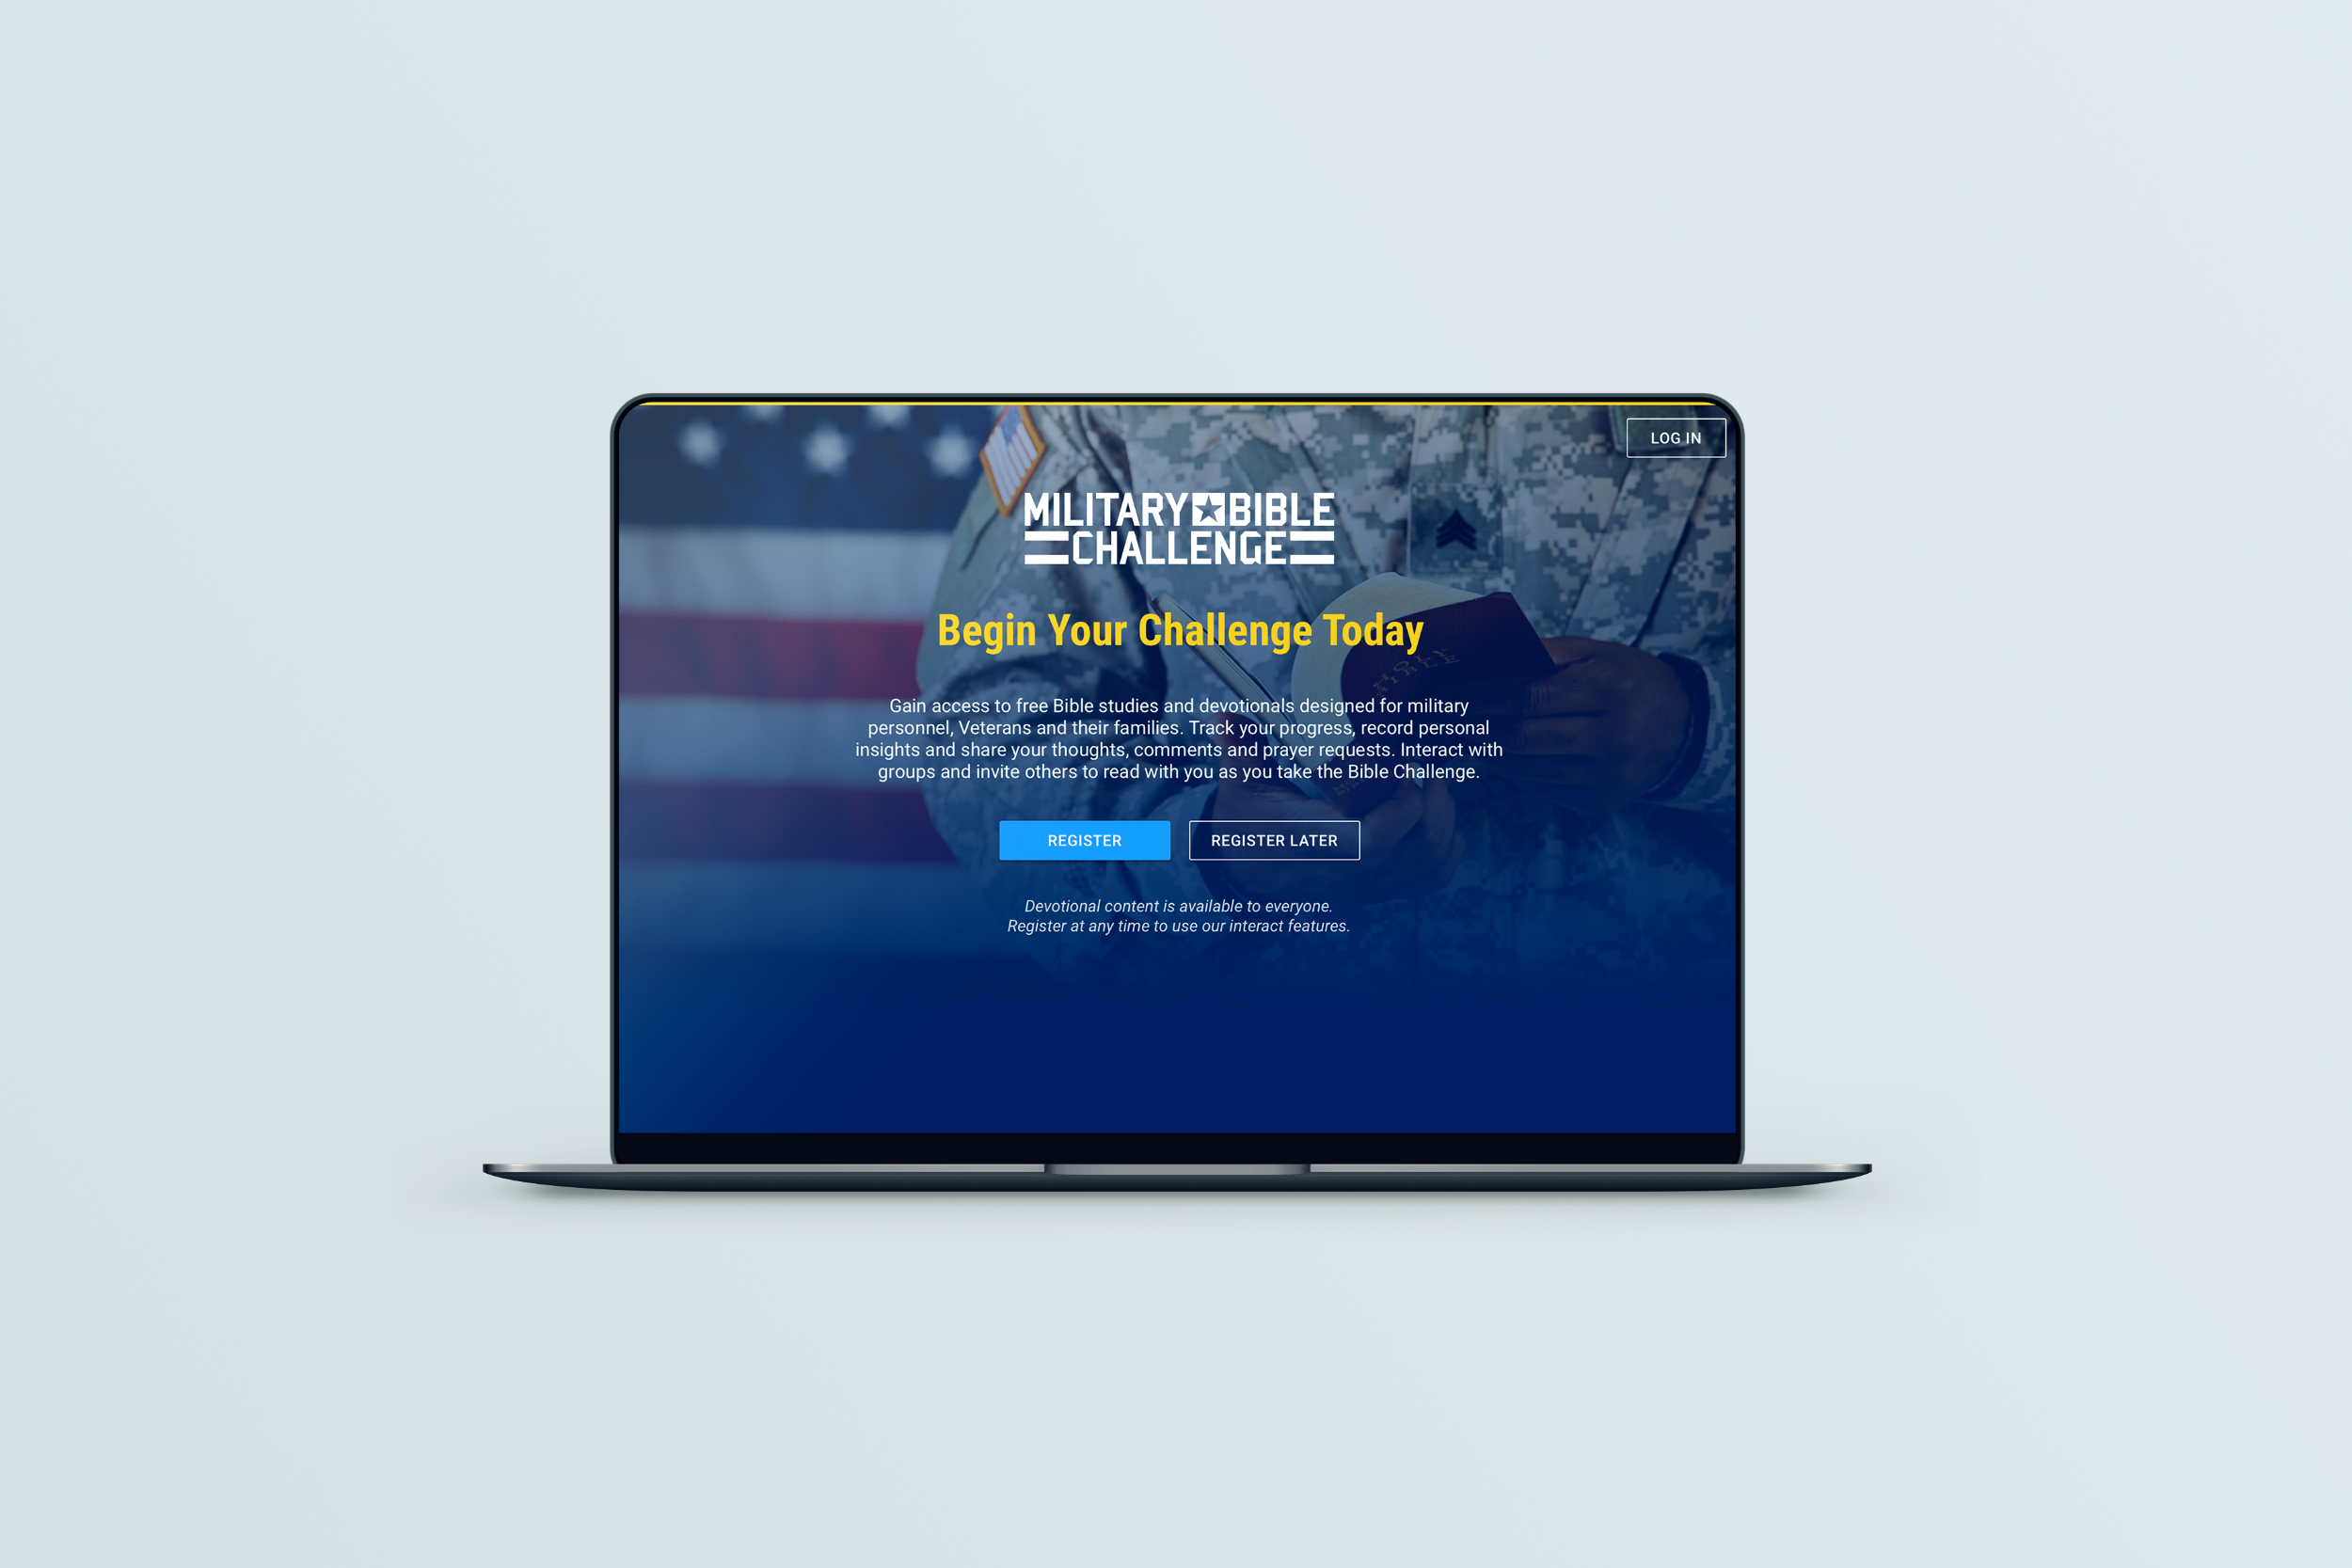 LOG IN
MILITARY BIBLE
CHALLENGE
Begin Your Challenge Today
HOLY
BIBLE
Gain access to free Bible studies and devotionals designed for military
personnel, Veterans and their families. Track your progress, record personal
insights and share your thoughts, comments and prayer requests. Interact with
groups and invite others to read with you as you take the Bible Challenge.
REGISTER
REGISTER LATER
Devotional content is available to everyone.
Register at any time to use our interact features.